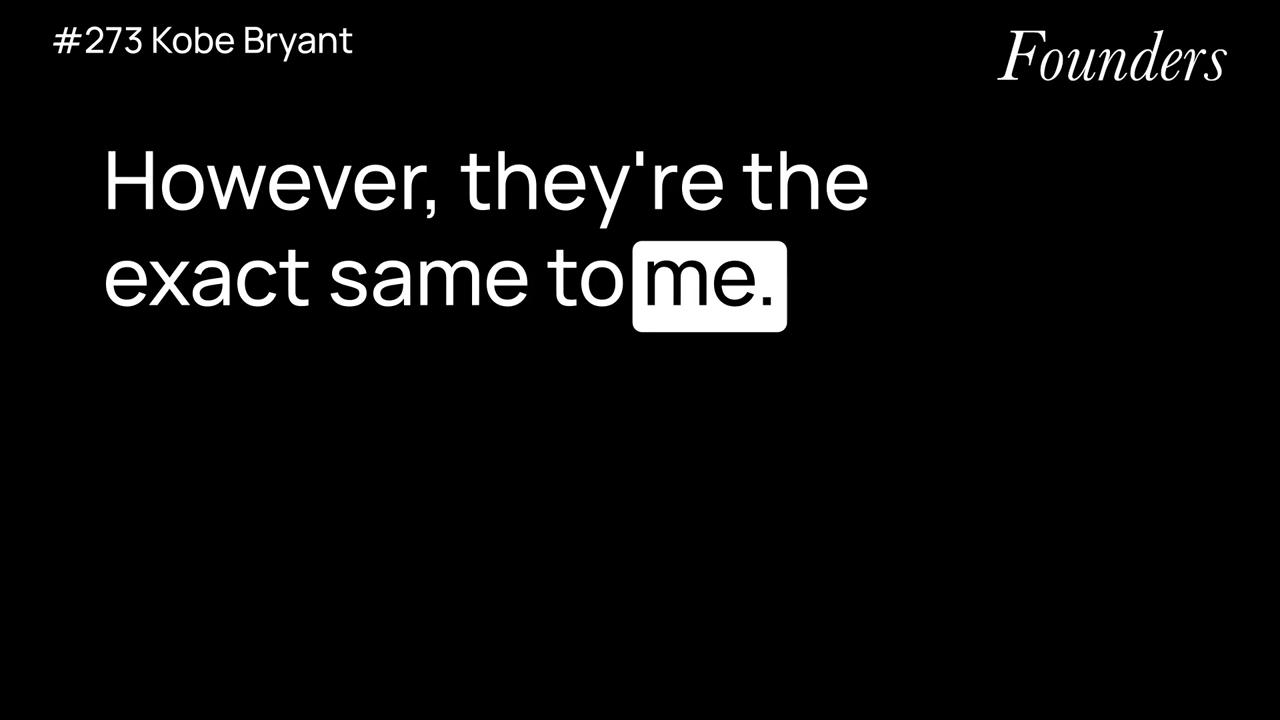 #273 Kobe Bryant
Founders
However, they're the
exact same to me.